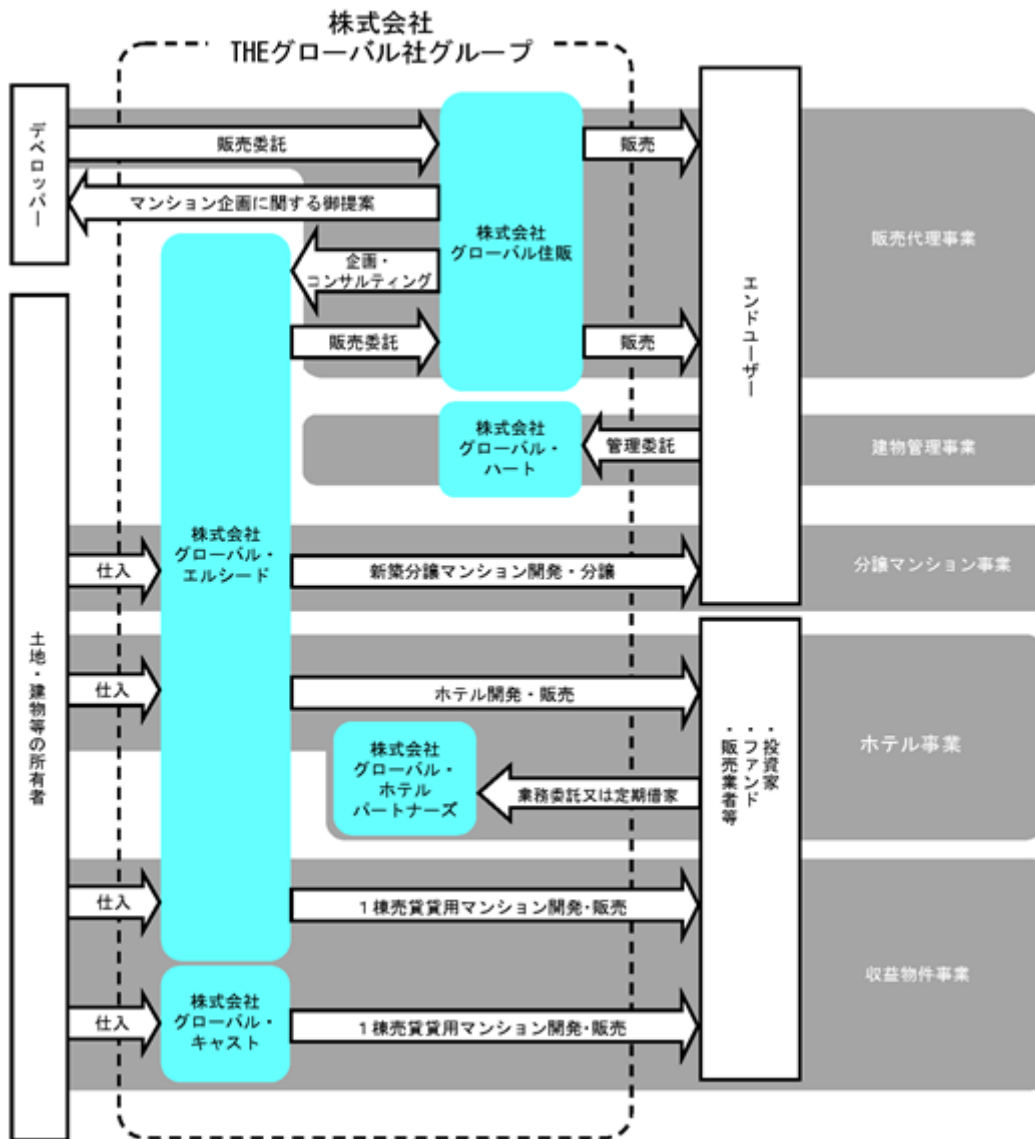 株式会社
THEグローバル社グループ
デベロッパー
販売委託
販売
マンション企画に関する御提案
株式会社
グローバル住販
販売代理事業
企画・
コンサルティング
エンドユーザー
販売委託
販売
株式会社
グローバル・
ハート
管理委託
建物管理事業
株式会社
グローバル・
エルシード
仕入
新築分譲マンション開発・分譲
分譲マンション事業
土地・建物等の所有者
仕入
ホテル開発・販売
・投資家
・ファンド
・販売業者等
ホテル事業
株式会社
グローバル・
ホテル
パートナーズ
業務委託又は定期借家
仕入
1棟売賃貸用マンション開発・販売
収益物件事業
株式会社
グローバル・
キャスト
仕入
1棟売賃貸用マンション開発・販売